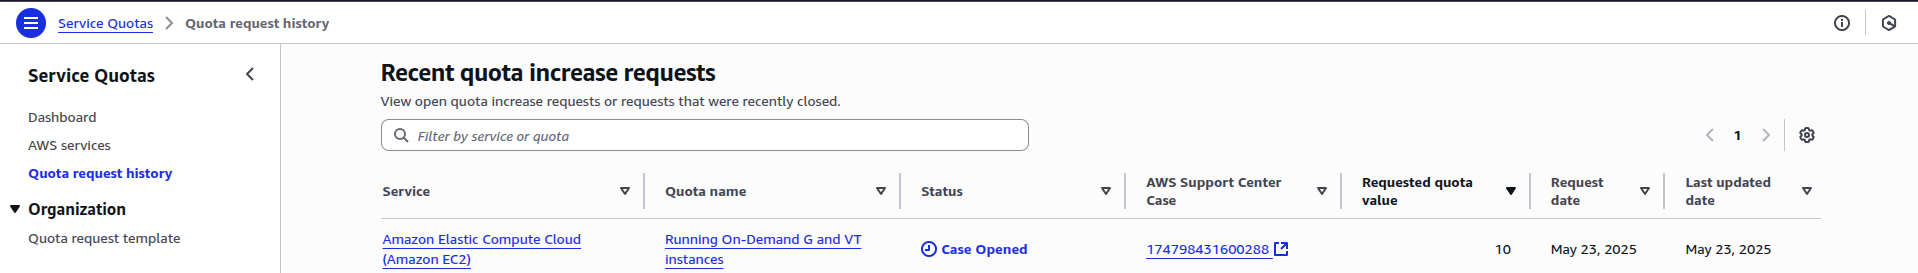 Service Quotas > Quota request history
Service Quotas
Dashboard
AWS services
Quota request history
Organization
Quota request template
Recent quota increase requests
View open quota increase requests or requests that were recently closed.
Filter by service or quota
1
Service
Quota name
Status
AWS Support Center
Case
Requested quota
value
Request
date
Last updated
date
Amazon Elastic Compute Cloud
(Amazon EC2)
Running On-Demand G and VT
instances
Case Opened
174798431600288
10
May 23, 2025
May 23, 2025